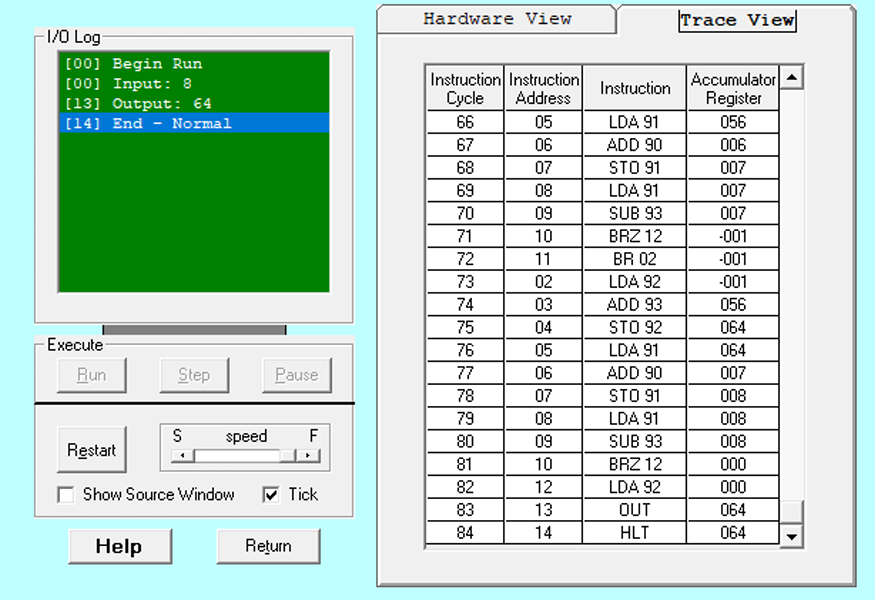 I/O Log
[00] Begin Run
[00] Input: 8
[13] Output: 64
[14] End - Normal
Execute
Run Step Pause
Restart
S speed F
Show Source Window Tick
Help Return
Hardware View Trace View
Instruction Cycle Instruction Address Instruction Accumulator Register
66 05 LDA 91 056
67 06 ADD 90 006
68 07 STO 91 007
69 08 LDA 91 007
70 09 SUB 93 007
71 10 BRZ 12 -001
72 11 BR 02 -001
73 02 LDA 92 -001
74 03 ADD 93 056
75 04 STO 92 064
76 05 LDA 91 064
77 06 ADD 90 007
78 07 STO 91 008
79 08 LDA 91 008
80 09 SUB 93 008
81 10 BRZ 12 000
82 12 LDA 92 000
83 13 OUT 064
84 14 HLT 064